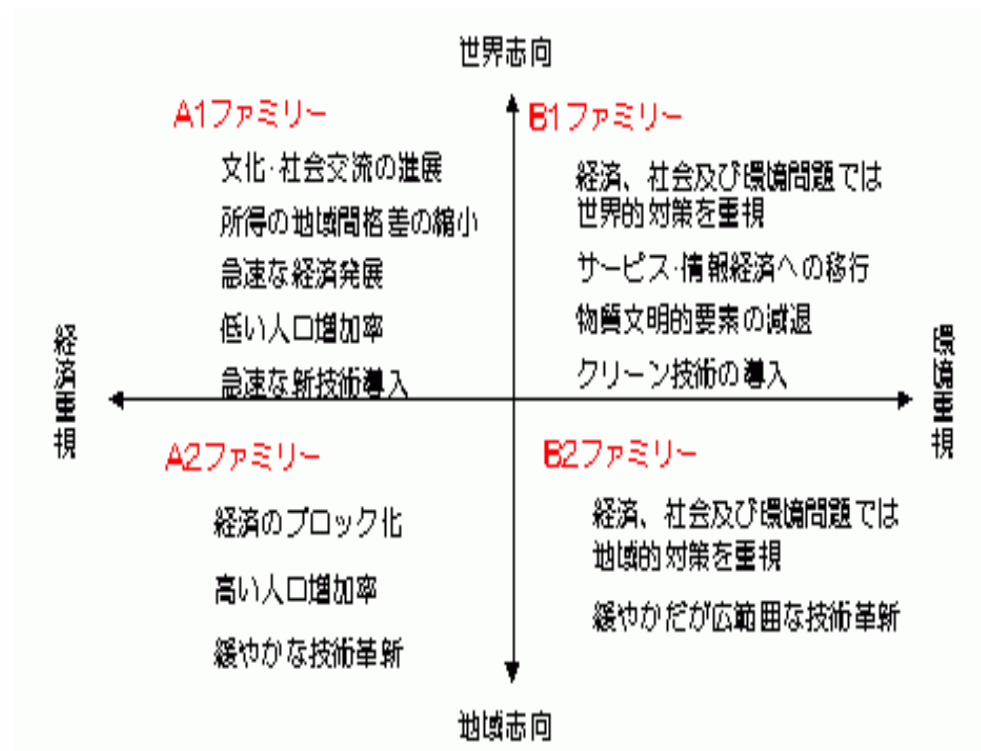 世界志向
A1ファミリー
文化·社会交流の進展
所得の地域間格差の縮小
急速な経済発展
低い人口増加率
急速な新技術導入
B1ファミリー
経済、社会及び環境問題では
世界的対策を重視
サービス·情報経済への移行
物質文明的要素の減退
クリーン技術の導入
経済重視
環境重視
A2ファミリー
経済のブロック化
高い人口増加率
緩やかな技術革新
B2ファミリー
経済、社会及び環境問題では
地域的対策を重視
緩やかだが広範囲な技術革新
地域志向